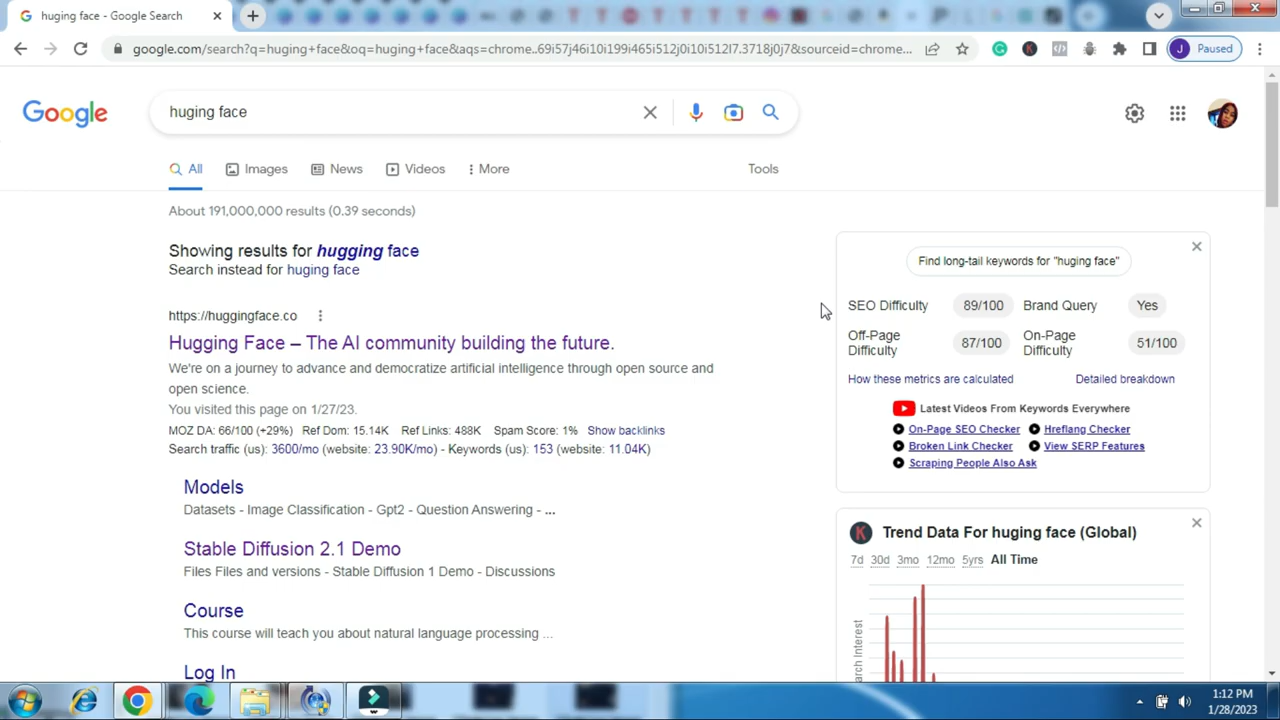 huging face - Google Search
google.com/search?q=huging+face&oq=huging+face&aqs=chrome..69i57j46i10i199i465i512j0i10i512l7.3718j0j7&sourceid=chrome...
J Paused
Google
huging face
All Images News Videos More Tools
About 191,000,000 results (0.39 seconds)
Showing results for hugging face
Search instead for huging face
https://huggingface.co
Hugging Face – The AI community building the future.
We're on a journey to advance and democratize artificial intelligence through open source and
open science.
You visited this page on 1/27/23.
MOZ DA: 66/100 (+29%) Ref Dom: 15.14K Ref Links: 488K Spam Score: 1% Show backlinks
Search traffic (us): 3600/mo (website: 23.90K/mo) - Keywords (us): 153 (website: 11.04K)
Models
Datasets - Image Classification - Gpt2 - Question Answering - ...
Stable Diffusion 2.1 Demo
Files Files and versions - Stable Diffusion 1 Demo - Discussions
Course
This course will teach you about natural language processing ...
Log In
Find long-tail keywords for "huging face"
SEO Difficulty 89/100 Brand Query Yes
Off-Page Difficulty 87/100 On-Page Difficulty 51/100
How these metrics are calculated Detailed breakdown
Latest Videos From Keywords Everywhere
On-Page SEO Checker Hreflang Checker
Broken Link Checker View SERP Features
Scraping People Also Ask
K Trend Data For huging face (Global)
7d 30d 3mo 12mo 5yrs All Time
arch Interest
1:12 PM
1/28/2023